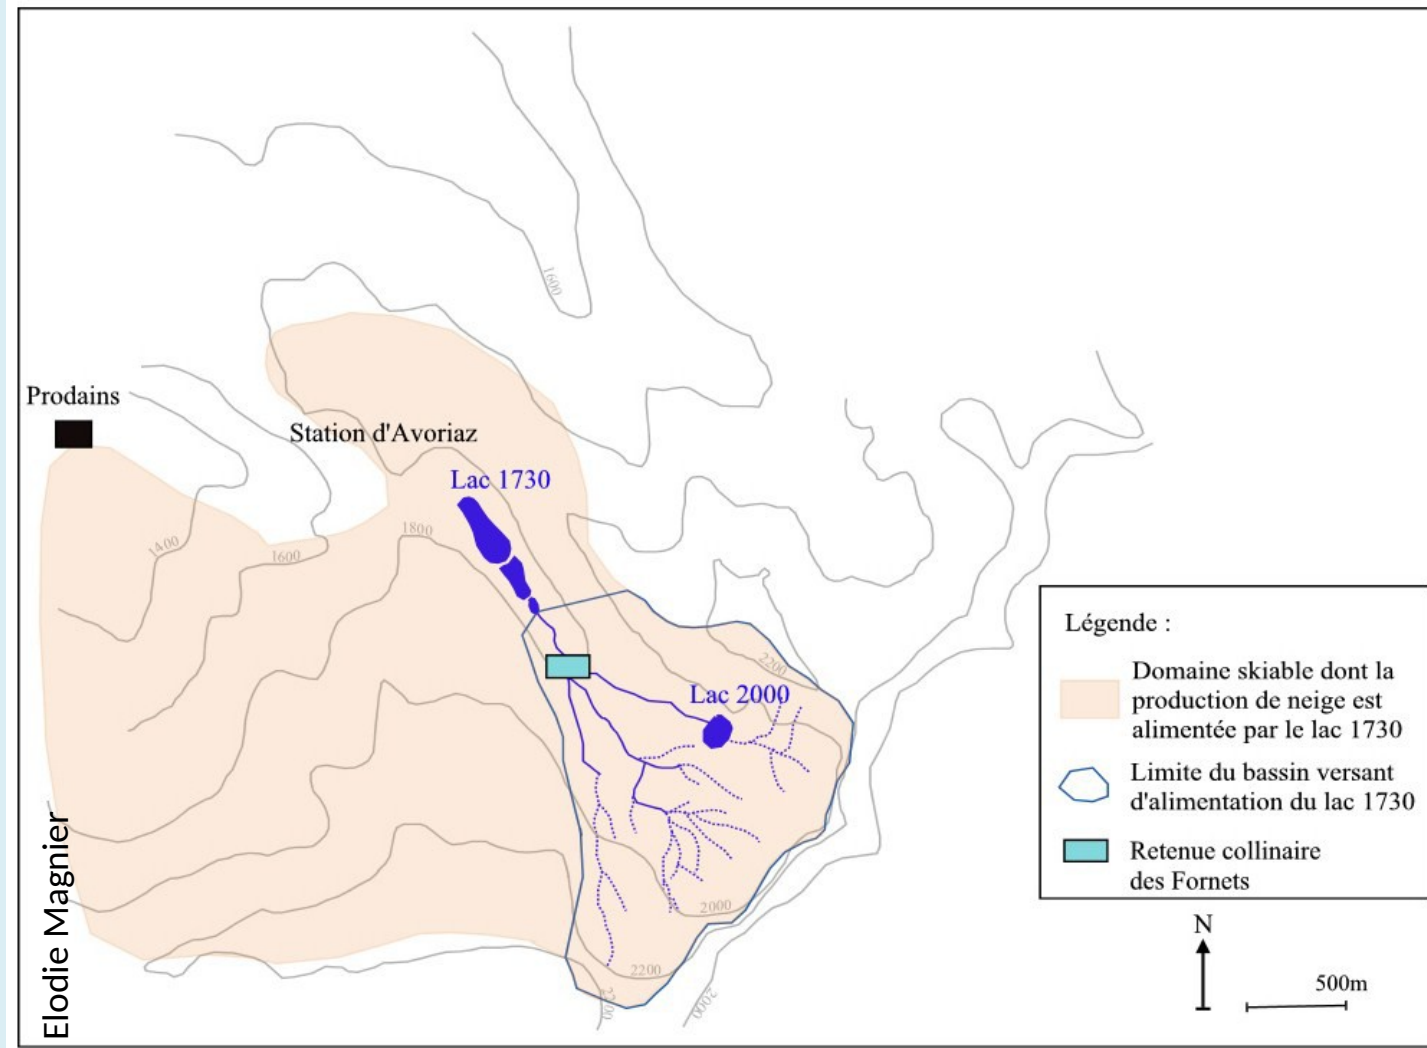 1600
Prodains
Station d'Avoriaz
Lac 1730
1800
1400
1600
2200
Lac 2000
2000
2200
2200
2000
Légende :
Domaine skiable dont la
production de neige est
alimentée par le lac 1730
Limite du bassin versant
d'alimentation du lac 1730
Retenue collinaire
des Fornets
N
500m
Elodie Magnier